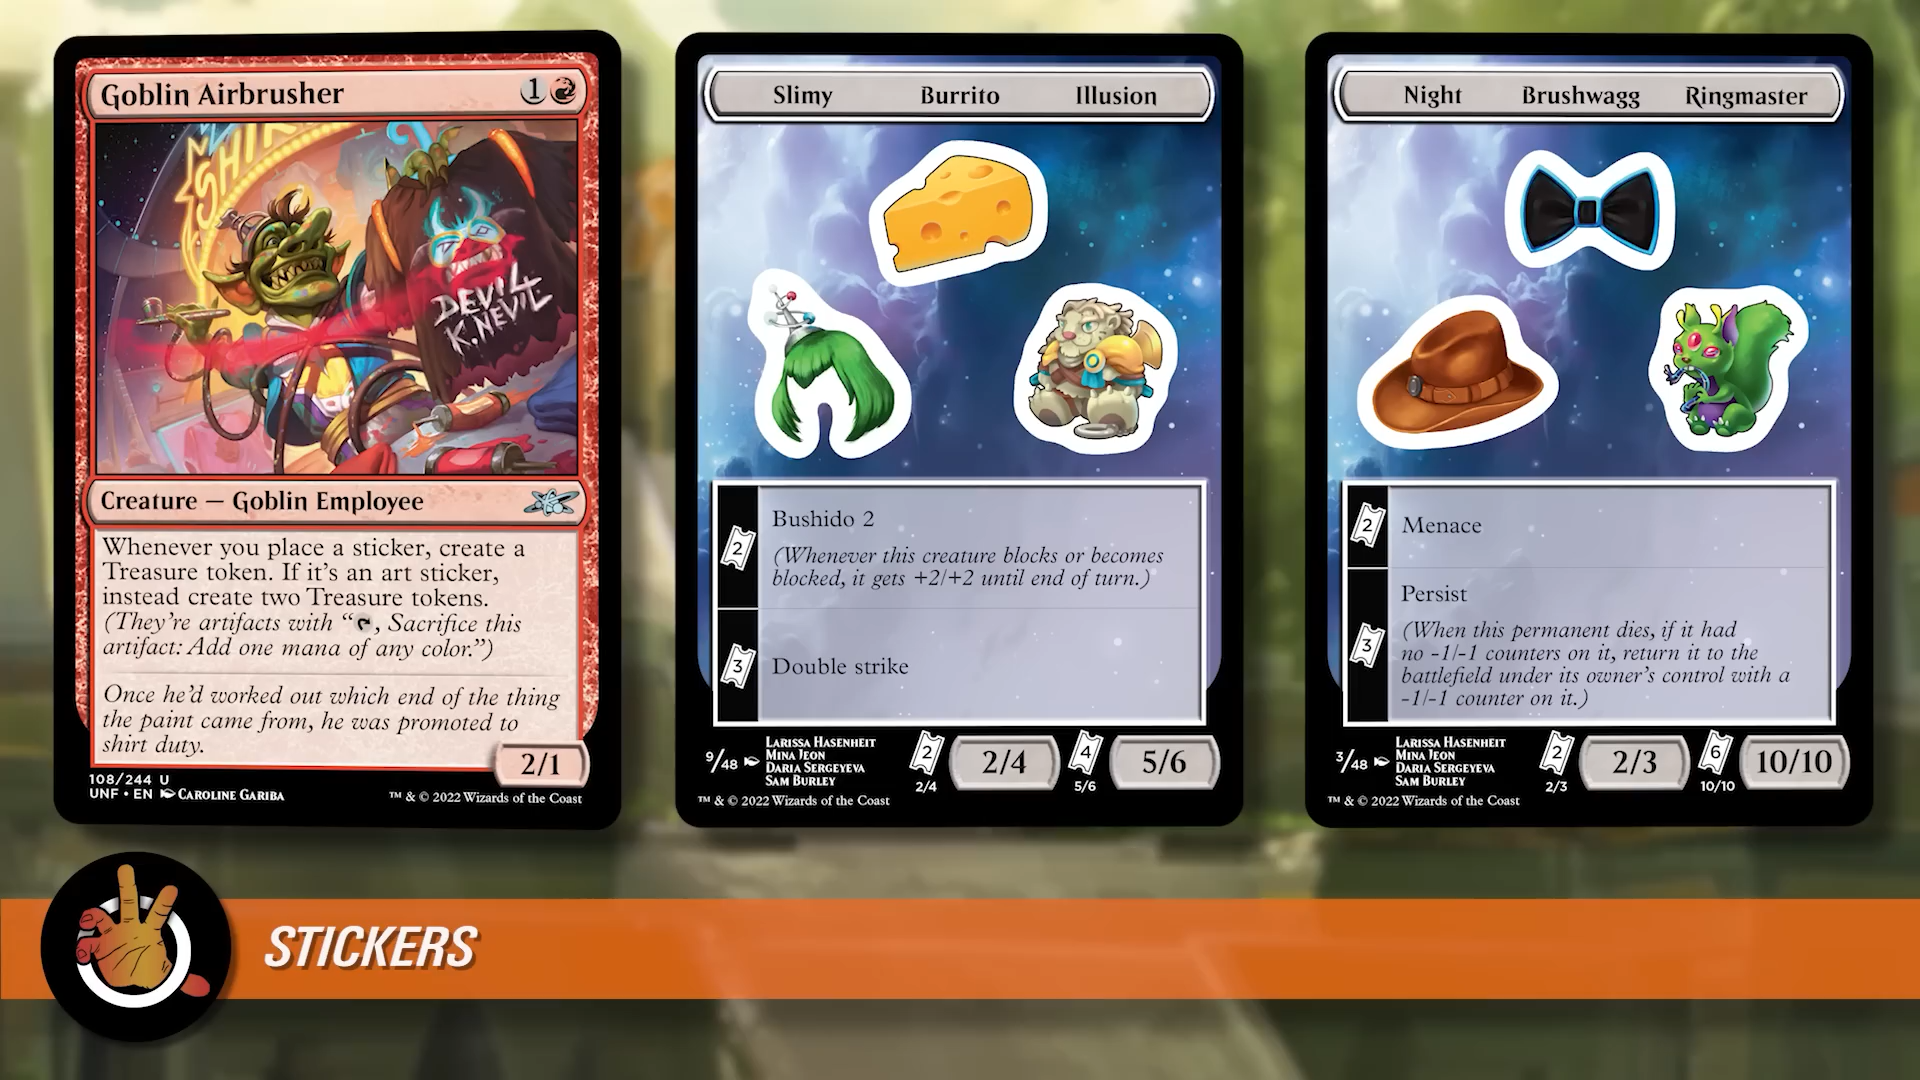 Goblin Airbrusher 1
SHIR
DEVIL
K. NEVIL
Creature — Goblin Employee
Whenever you place a sticker, create a
Treasure token. If it's an art sticker,
instead create two Treasure tokens.
(They're artifacts with “, Sacrifice this
artifact: Add one mana of any color.”)
Once he'd worked out which end of the thing
the paint came from, he was promoted to
shirt duty.
2/1
108/244 U
UNF • EN CAROLINE GARIBA
™ & © 2022 Wizards of the Coast
Slimy Burrito Illusion
2
Bushido 2
(Whenever this creature blocks or becomes
blocked, it gets +2/+2 until end of turn.)
3
Double strike
9/48
LARISSA HASENHEIT
MINA JEON
DARIA SERGEYEVA
SAM BURLEY
2
2/4
2/4
4
5/6
5/6
™ & © 2022 Wizards of the Coast
Night Brushwagg Ringmaster
2
Menace
3
Persist
(When this permanent dies, if it had
no -1/-1 counters on it, return it to the
battlefield under its owner's control with a
-1/-1 counter on it.)
3/48
LARISSA HASENHEIT
MINA JEON
DARIA SERGEYEVA
SAM BURLEY
2
2/3
2/3
6
10/10
10/10
™ & © 2022 Wizards of the Coast
STICKERS